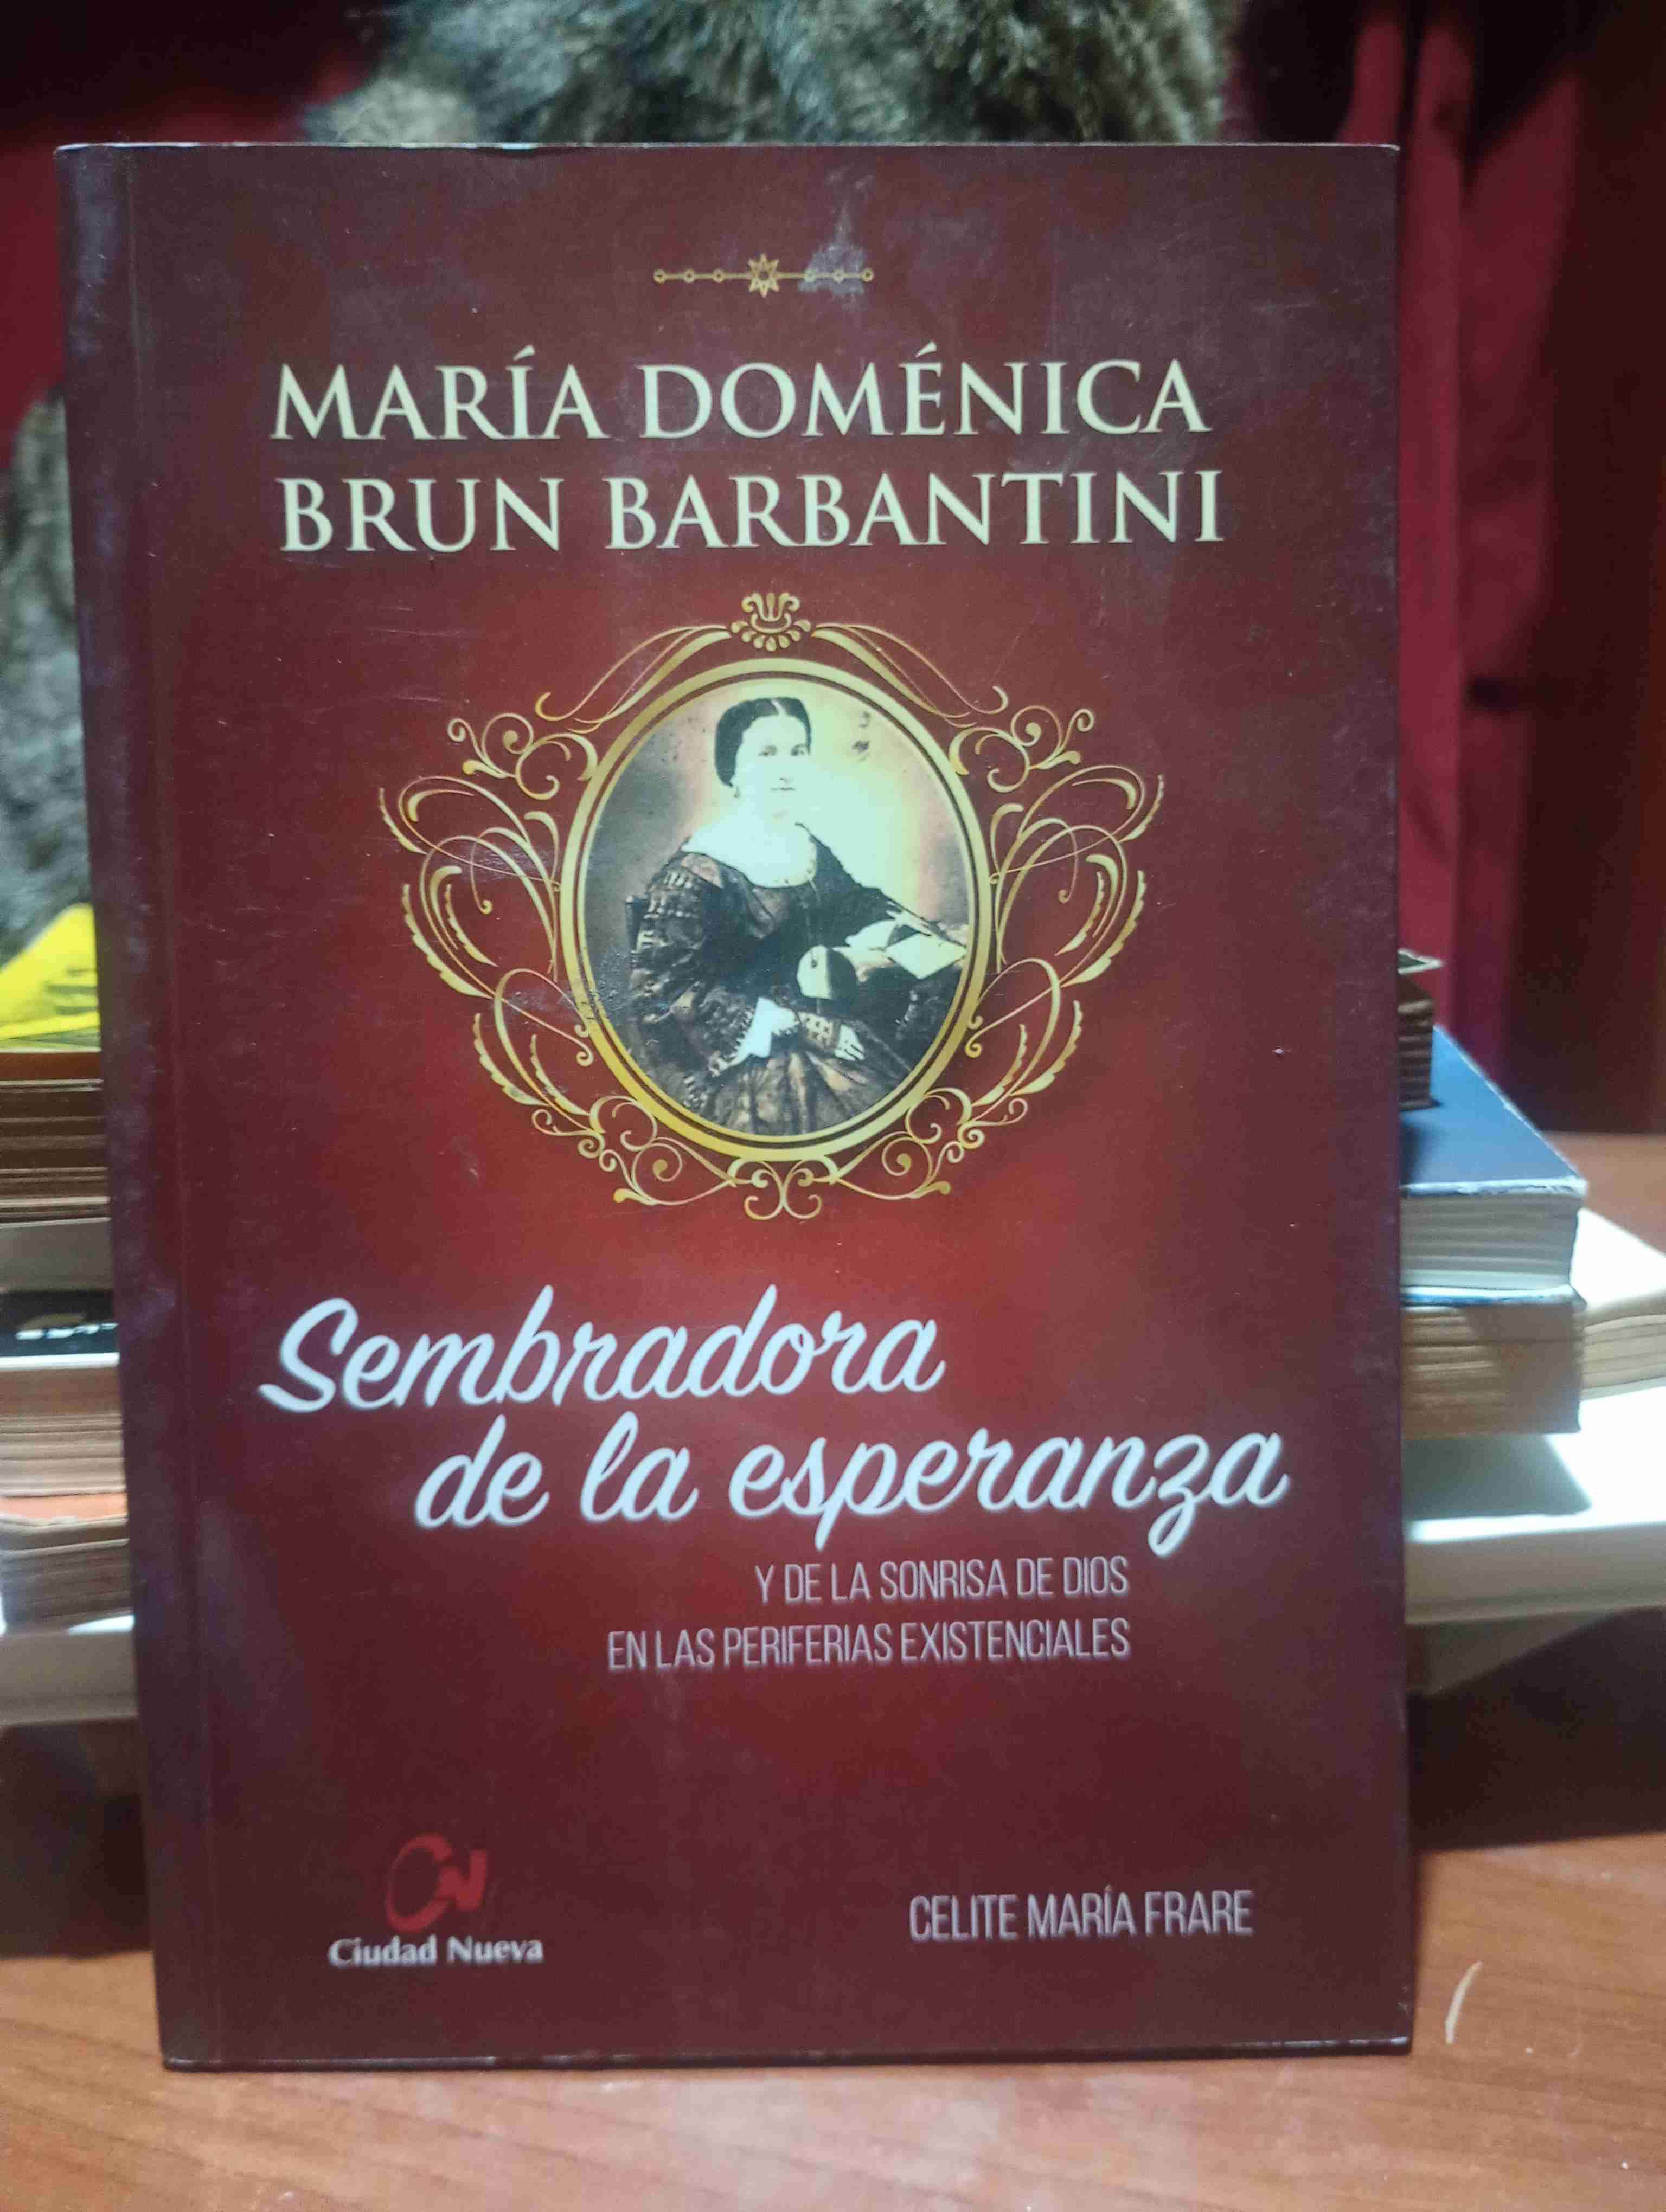 MARÍA DOMÉNICA
BRUN BARBANTINI
Sembradora
de la esperanza
Y DE LA SONRISA DE DIOS
EN LAS PERIFERIAS EXISTENCIALES
CN
Ciudad Nueva
CELITE MARÍA FRARE